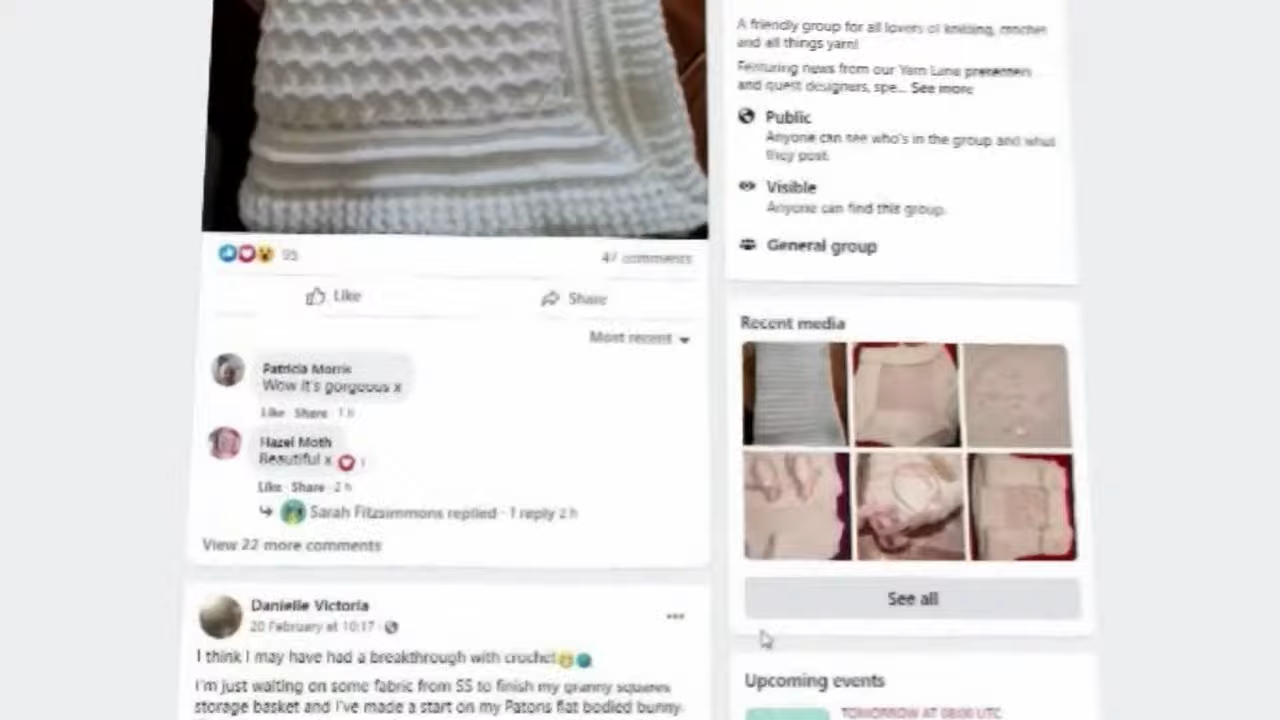 A friendly group for all lovers of knitting, crochet
and all things yarn!
Featuring news from our Yarn Lane presenters
and guest designers, spe... See more
Public
Anyone can see who's in the group and what
they post.
Visible
Anyone can find this group.
General group
95
47 comments
Like
Share
Most recent
Patricia Morris
Wow it's gorgeous x
Like Share 1 h
Hazel Moth
Beautiful x 1
Like Share 2 h
Sarah Fitzsimmons replied · 1 reply 2 h
View 22 more comments
Danielle Victoria
20 February at 10:17 ·
I think I may have had a breakthrough with crochet
I'm just waiting on some fabric from SS to finish my granny squares
storage basket and I've made a start on my Patons flat bodied bunny
Recent media
See all
Upcoming events
TOMORROW AT 08:00 UTC